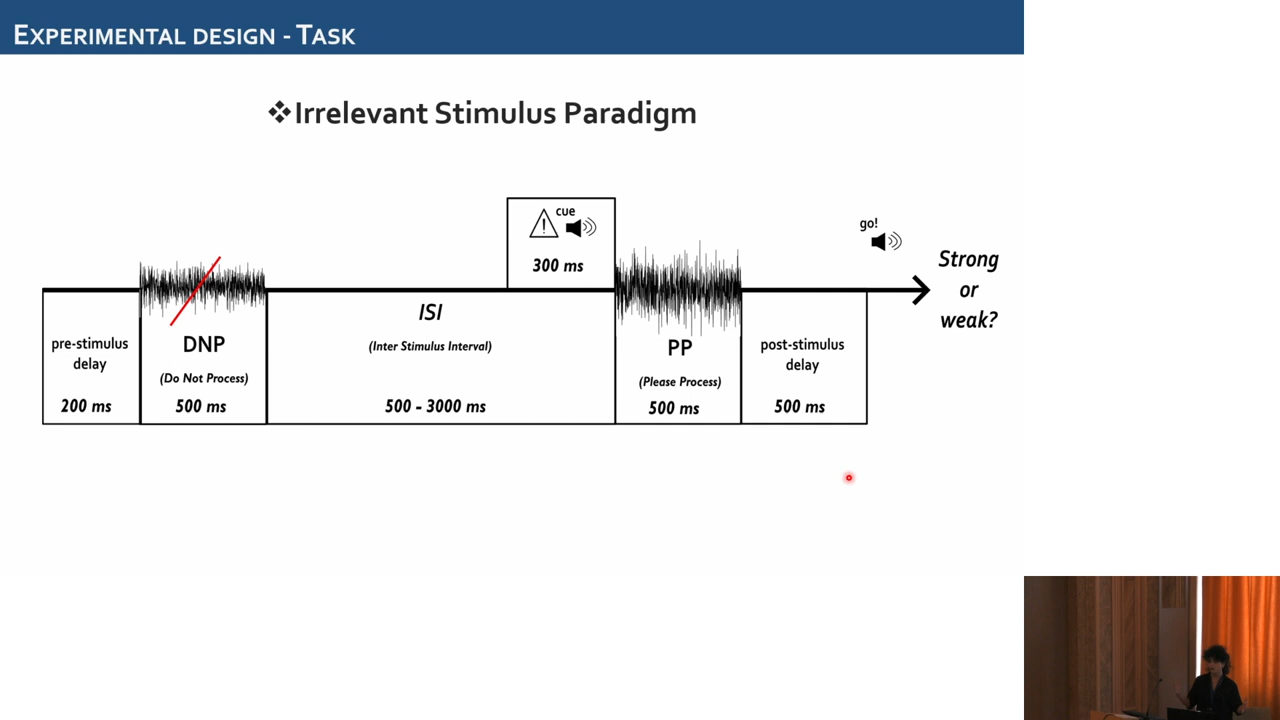 EXPERIMENTAL DESIGN - TASK
❖Irrelevant Stimulus Paradigm
cue
300 ms
go!
Strong
or
weak?
pre-stimulus
delay
200 ms
DNP
(Do Not Process)
500 ms
ISI
(Inter Stimulus Interval)
500 - 3000 ms
PP
(Please Process)
500 ms
post-stimulus
delay
500 ms